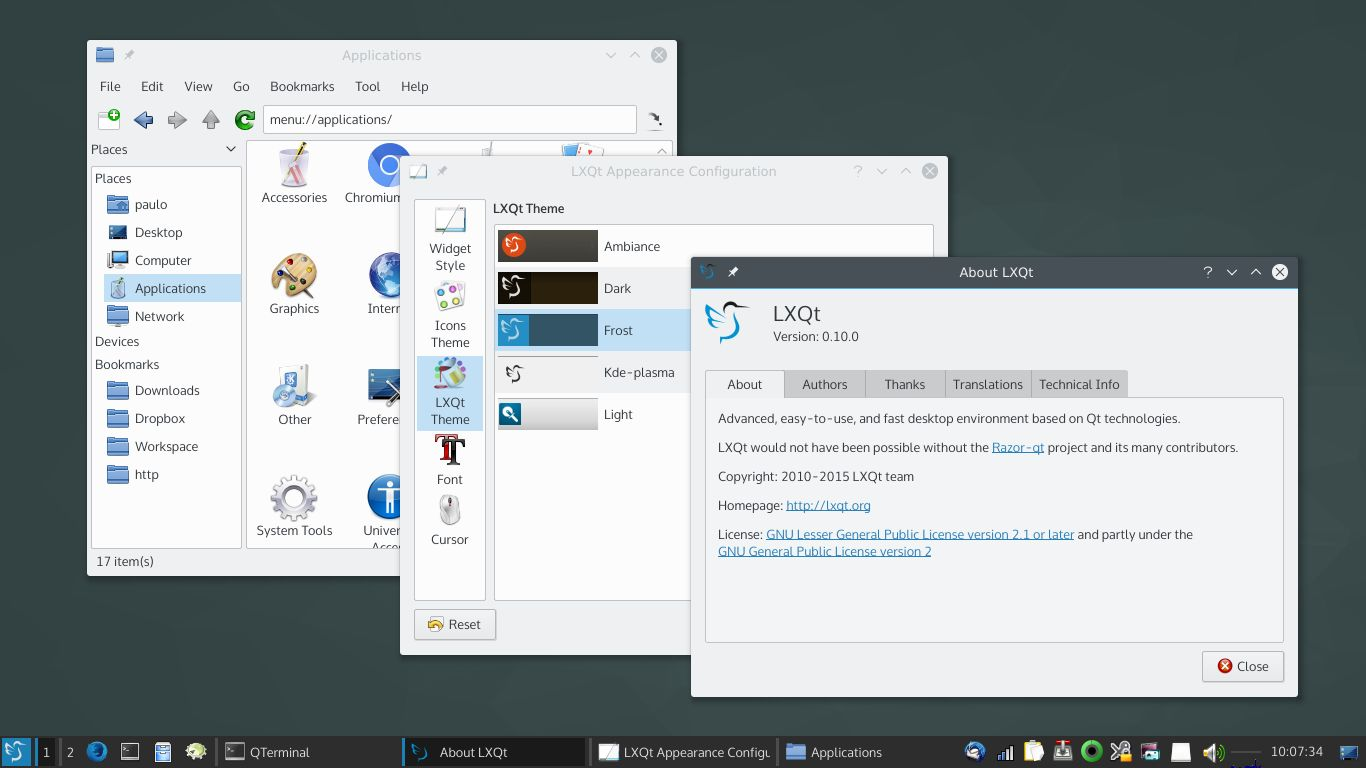 Applications
File Edit View Go Bookmarks Tool Help
menu://applications/
Places
Places
paulo
Desktop
Computer
Applications
Network
Devices
Bookmarks
Downloads
Dropbox
Workspace
http
Accessories
Chromium
Graphics
Intern
Other
Prefere
System Tools
Univer
Acce
17 item(s)
LXQt Appearance Configuration
Widget
Style
Icons
Theme
LXQt
Theme
Font
Cursor
LXQt Theme
Ambiance
Dark
Frost
Kde-plasma
Light
Reset
About LXQt
LXQt
Version: 0.10.0
About Authors Thanks Translations Technical Info
Advanced, easy-to-use, and fast desktop environment based on Qt technologies.
LXQt would not have been possible without the Razor-qt project and its many contributors.
Copyright: 2010-2015 LXQt team
Homepage: http://lxqt.org
License: GNU Lesser General Public License version 2.1 or later and partly under the
GNU General Public License version 2
Close
1 2 QTerminal About LXQt LXQt Appearance Configu Applications 10:07:34